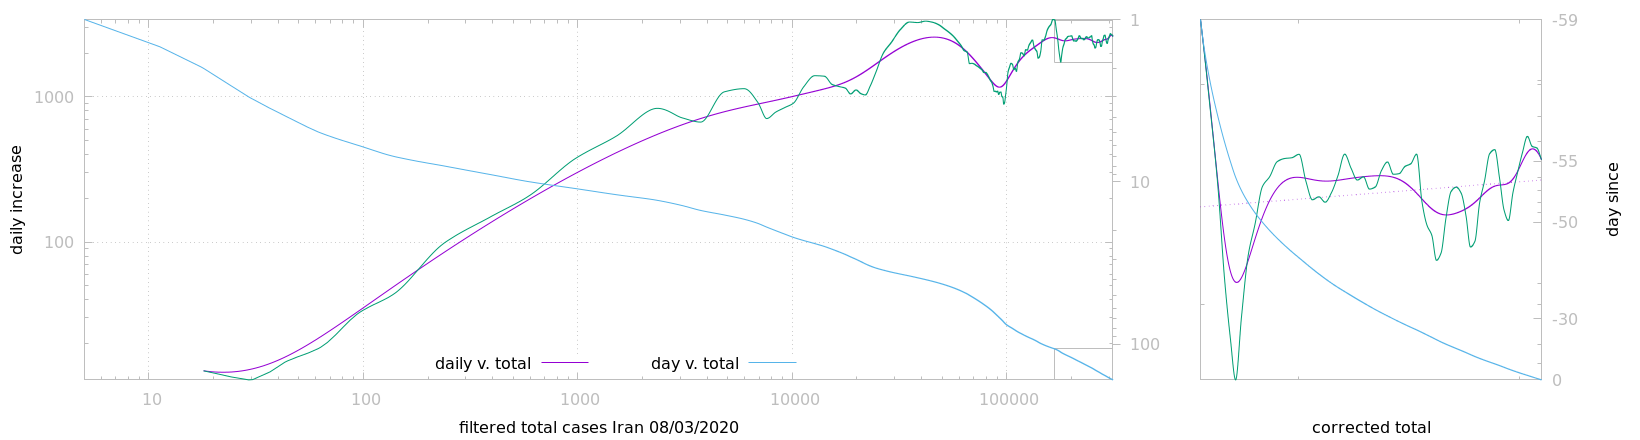 daily increase
1000
100
10
100
1000
10000
100000
1
10
100
daily v. total
day v. total
filtered total cases Iran 08/03/2020
-59
-55
-50
-30
0
day since
corrected total